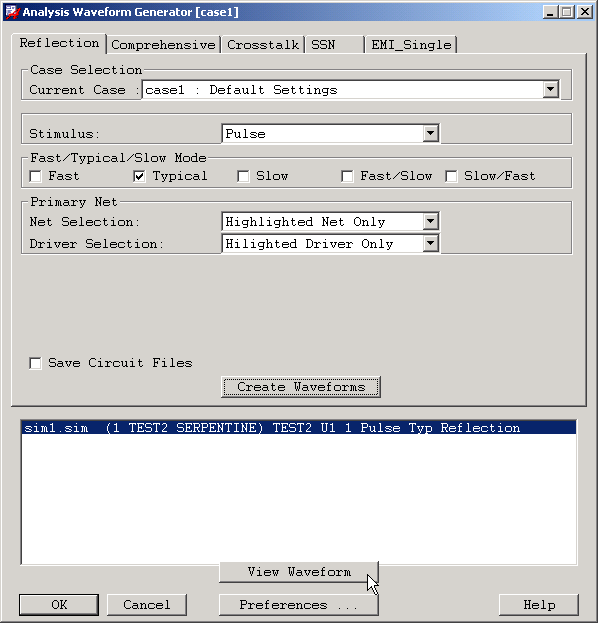 Analysis Waveform Generator [case1]
Reflection Comprehensive Crosstalk SSN EMI_Single
Case Selection
Current Case : case1 : Default Settings
Stimulus: Pulse
Fast/Typical/Slow Mode
Fast Typical Slow Fast/Slow Slow/Fast
Primary Net
Net Selection: Highlighted Net Only
Driver Selection: Hilighted Driver Only
Save Circuit Files
Create Waveforms
sim1.sim (1 TEST2 SERPENTINE) TEST2 U1 1 Pulse Typ Reflection
View Waveform
OK Cancel Preferences ... Help